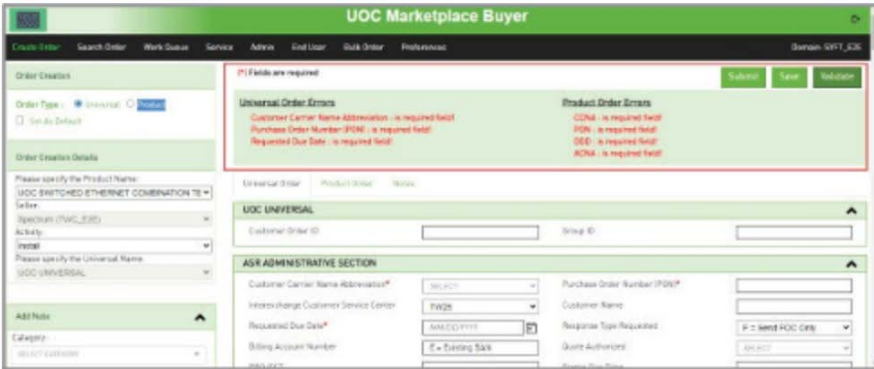 UOC Marketplace Buyer
Create Order Search Order Work Queue Service Admin End User Bulk Order Preferences Domain: SYFT_E2E
Order Creation
Order Type : Universal Product
Set As Default
Order Creation Details
Please specify the Product Name:
UOC SWITCHED ETHERNET COMBINATION TE
Seller:
Spectrum (TWC_E2E)
Activity:
Install
Please specify the Universal Name:
UOC UNIVERSAL
Add Note
Category:
SELECT CATEGORY
(*) Fields are required
Submit Save Validate
Universal Order Errors
Customer Carrier Name Abbreviation : is required field!
Purchase Order Number (PON) : is required field!
Requested Due Date : is required field!
Product Order Errors
CCNA : is required field!
PON : is required field!
DDD : is required field!
ACNA : is required field!
Universal Order Product Order Notes
UOC UNIVERSAL
Customer Order ID Group ID
ASR ADMINISTRATIVE SECTION
Customer Carrier Name Abbreviation* SELECT Purchase Order Number (PON)*
Interexchange Customer Service Center TW25 Customer Name
Requested Due Date* MM/DD/YYYY Response Type Requested F = Send FOC Only
Billing Account Number E = Existing BAN Quote Authorized SELECT
PROJECT